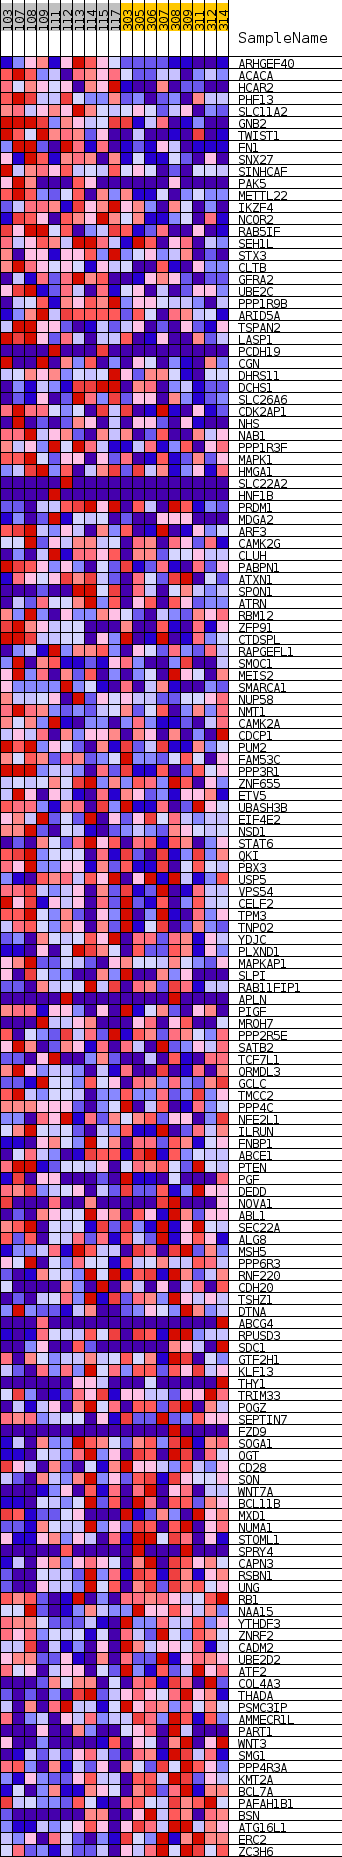 103 107 108 109 111 112 113 114 115 117 303 305 306 307 308 309 311 312 314
SampleName
ARHGEF40
ACACA
HCAR2
PHF13
SLC11A2
GNB2
TWIST1
FN1
SNX27
SINHCAF
PAK5
METTL22
IKZF4
NCOR2
RAB5IF
SEH1L
STX3
CLTB
GFRA2
UBE2C
PPP1R9B
ARID5A
TSPAN2
LASP1
PCDH19
CGN
DHRS11
DCHS1
SLC26A6
CDK2AP1
NHS
NAB1
PPP1R3F
MAPK1
HMGA1
SLC22A2
HNF1B
PRDM1
MDGA2
ARF3
CAMK2G
CLUH
PABPN1
ATXN1
SPON1
ATRN
RBM12
ZFP91
CTDSPL
RAPGEFL1
SMOC1
MEIS2
SMARCA1
NUP58
NMT1
CAMK2A
CDCP1
PUM2
FAM53C
PPP3R1
ZNF655
ETV5
UBASH3B
EIF4E2
NSD1
STAT6
QKI
PBX3
USP5
VPS54
CELF2
TPM3
TNPO2
YDJC
PLXND1
MAPKAP1
SLPI
RAB11FIP1
APLN
PIGF
MROH7
PPP2R5E
SATB2
TCF7L1
ORMDL3
GCLC
TMCC2
PPP4C
NFE2L1
ILRUN
FNBP1
ABCE1
PTEN
PGF
DEDD
NOVA1
ABL1
SEC22A
ALG8
MSH5
PPP6R3
RNF220
CDH20
TSHZ1
DTNA
ABCG4
RPUSD3
SDC1
GTF2H1
KLF13
THY1
TRIM33
POGZ
SEPTIN7
FZD9
SOGA1
OGT
CD28
SON
WNT7A
BCL11B
MXD1
NUMA1
STOML1
SPRY4
CAPN3
RSBN1
UNG
RB1
NAA15
YTHDF3
ZNRF2
CADM2
UBE2D2
ATF2
COL4A3
THADA
PSMC3IP
AMMECR1L
PART1
WNT3
SMG1
PPP4R3A
KMT2A
BCL7A
PAFAH1B1
BSN
ATG16L1
ERC2
ZC3H6